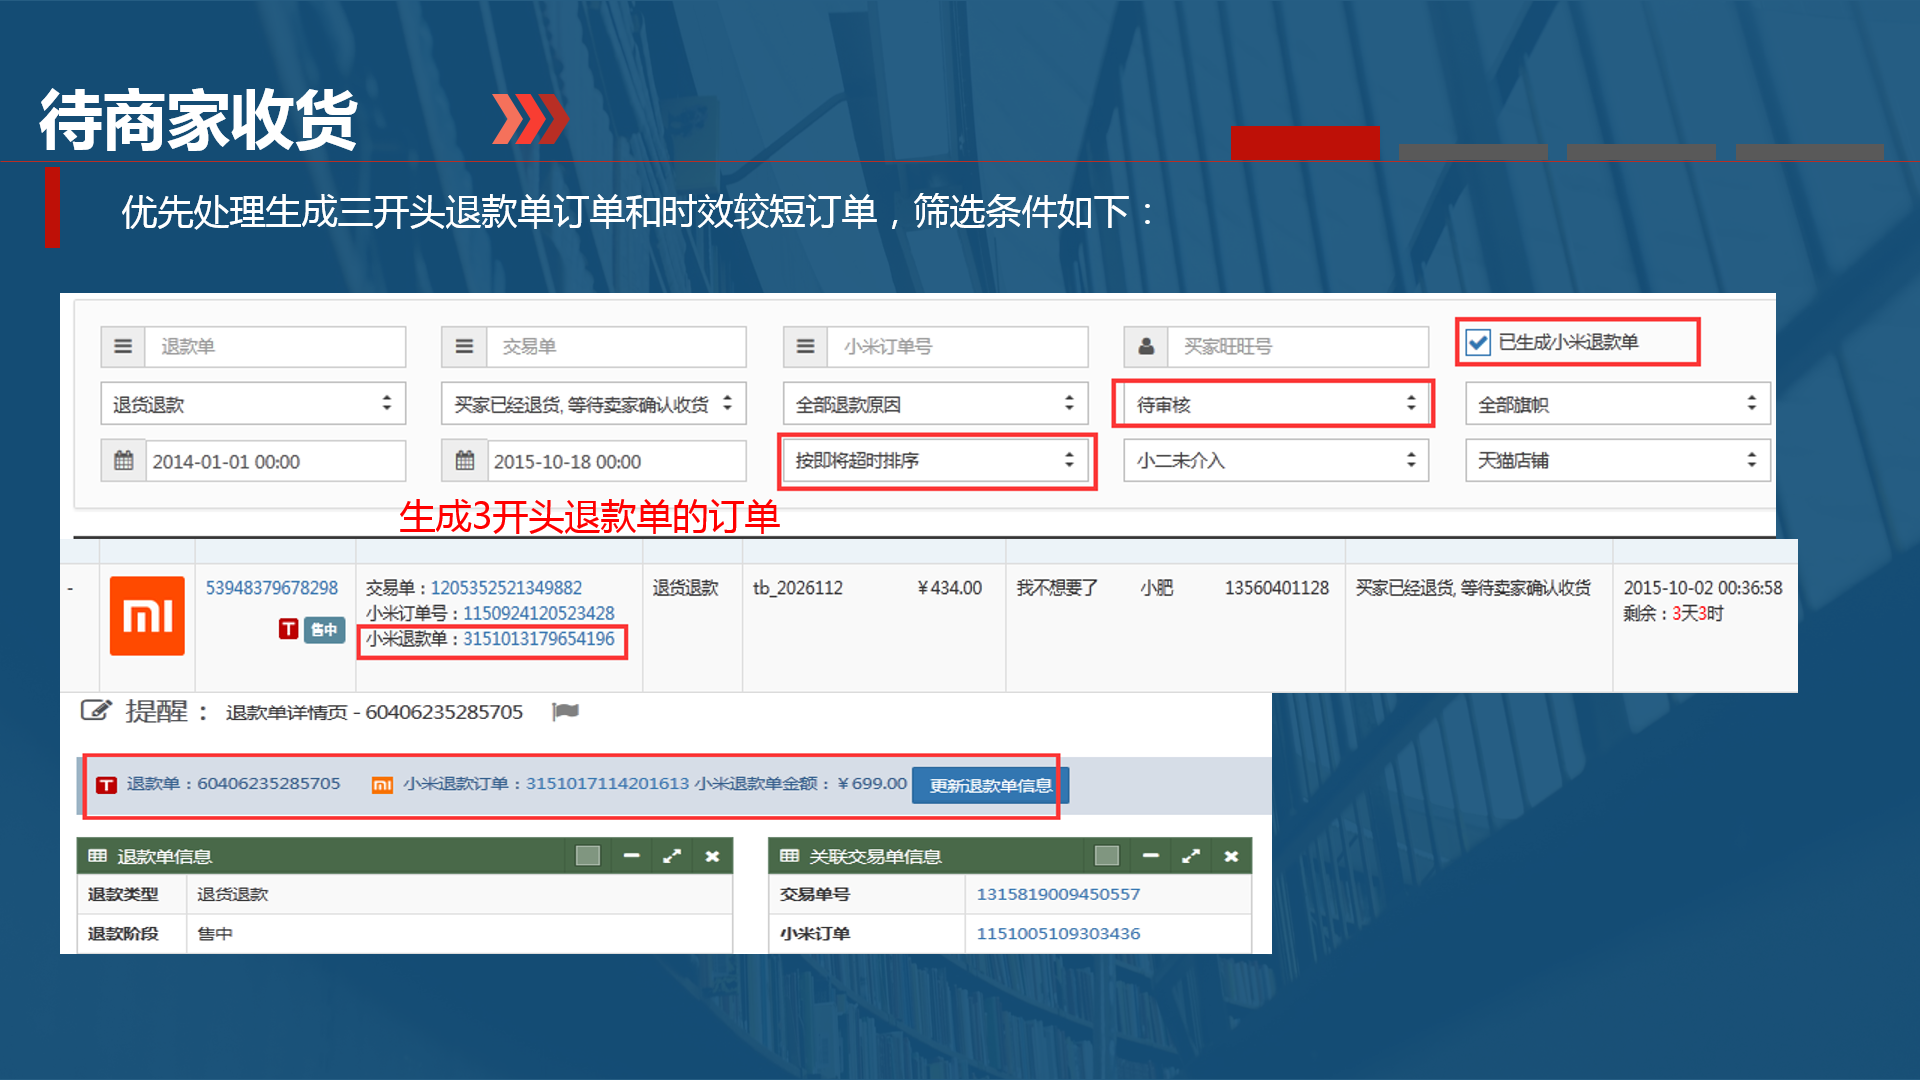 待商家收货
优先处理生成三开头退款单订单和时效较短订单，筛选条件如下：
退款单 交易单 小米订单号 买家旺旺号 已生成小米退款单
退货退款 买家已经退货, 等待卖家确认收货 全部退款原因 待审核 全部旗帜
2014-01-01 00:00 2015-10-18 00:00 按即将超时排序 小二未介入 天猫店铺
生成3开头退款单的订单
- 53948379678298 交易单：1205352521349882 退货退款 tb_2026112 ¥434.00 我不想要了 小肥 13560401128 买家已经退货, 等待卖家确认收货 2015-10-02 00:36:58
小米订单号：1150924120523428 剩余：3天3时
T 售中 小米退款单：3151013179654196
提醒： 退款单详情页 - 60406235285705
T 退款单：60406235285705 小米退款订单：3151017114201613 小米退款单金额：¥699.00 更新退款单信息
退款单信息 关联交易单信息
退款类型 退货退款 交易单号 1315819009450557
退款阶段 售中 小米订单 1151005109303436